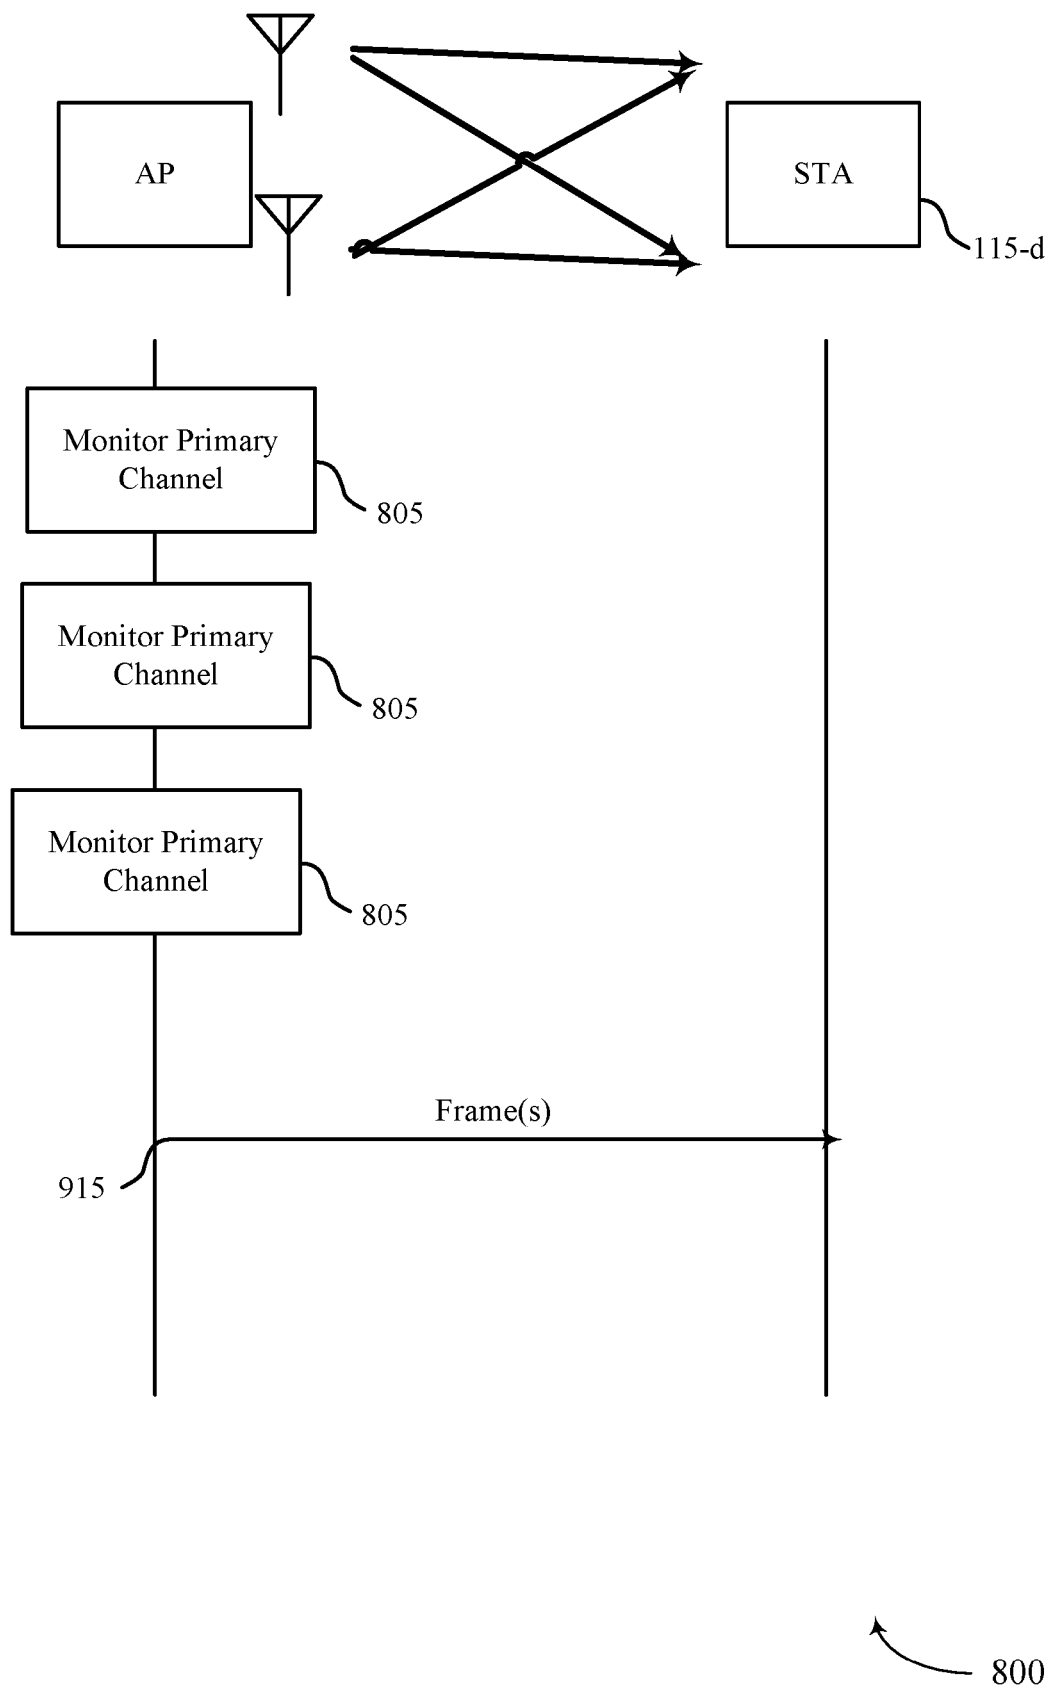 AP
STA
115-d
Monitor Primary
Channel
805
Monitor Primary
Channel
805
Monitor Primary
Channel
805
Frame(s)
915
800